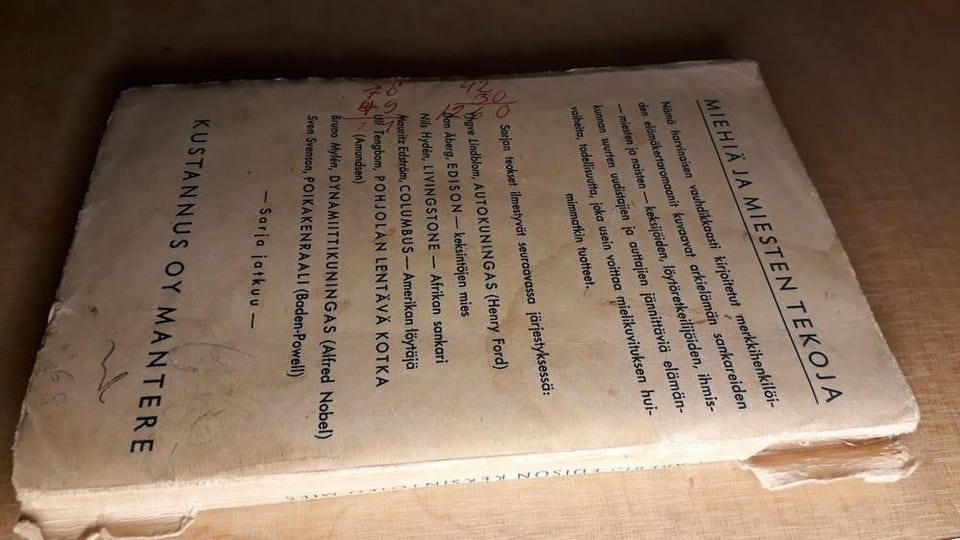 MIEHIÄ JA MIESTEN TEKOJA
Nämä harvinaisen vauhdikkaasti kirjoitetut merkkihenkilöi-
den elämäkertaromaanit kuvaavat arkielämän sankareiden
— miesten ja naisten — keksijöiden, löytöretkeilijöiden, ihmis-
kunnan suurten uudistajien ja auttajien jännittäviä elämän-
vaiheita, todellisuutta, joka usein voittaa mielikuvituksen hui-
mimmatkin tuotteet.
Sarjan teokset ilmestyvät seuraavassa järjestyksessä:
Yngve Lindblom, AUTOKUNINGAS (Henry Ford)
Jan Åberg, EDISON — keksintöjen mies
Nils Hydén, LIVINGSTONE — Afrikan sankari
Mauritz Edström, COLUMBUS — Amerikan löytäjä
Ulf Tengbom, POHJOLAN LENTÄVÄ KOTKA
(Amundsen)
Bruno Mylén, DYNAMIITTIKUNINGAS (Alfred Nobel)
Sven Svenson, POIKAKENRAALI (Baden-Powell)
— Sarja jatkuu —
KUSTANNUS OY MANTERE
EDISON KEKSINTÖJEN MIES